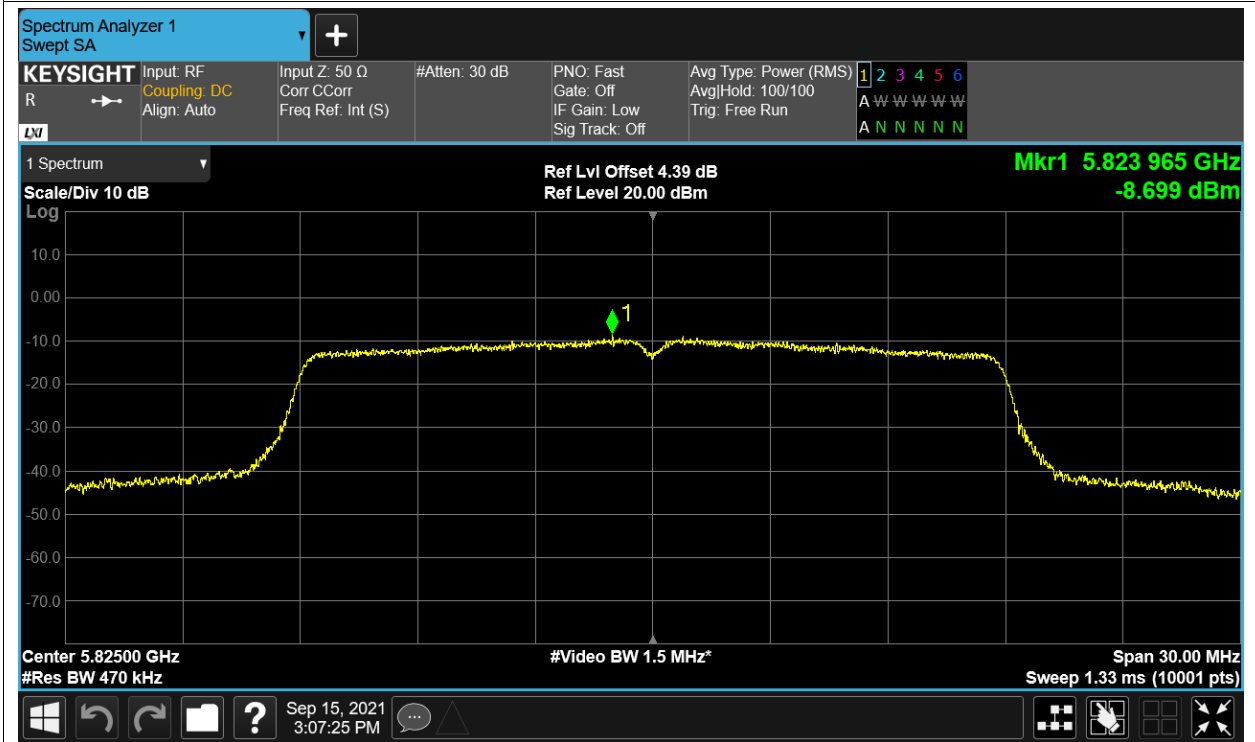 Spectrum Analyzer 1
Swept SA
KEYSIGHT
R
LXI
Input: RF
Coupling: DC
Align: Auto
Input Z: 50 Ω
Corr CCorr
Freq Ref: Int (S)
#Atten: 30 dB
PNO: Fast
Gate: Off
IF Gain: Low
Sig Track: Off
Avg Type: Power (RMS)
Avg|Hold: 100/100
Trig: Free Run
1 2 3 4 5 6
A W W W W W
A N N N N N
1 Spectrum
Scale/Div 10 dB
Ref Lvl Offset 4.39 dB
Ref Level 20.00 dBm
Mkr1 5.823 965 GHz
-8.699 dBm
Log
10.0
0.00
-10.0
-20.0
-30.0
-40.0
-50.0
-60.0
-70.0
1
Center 5.82500 GHz
#Res BW 470 kHz
#Video BW 1.5 MHz*
Span 30.00 MHz
Sweep 1.33 ms (10001 pts)
?
Sep 15, 2021
3:07:25 PM